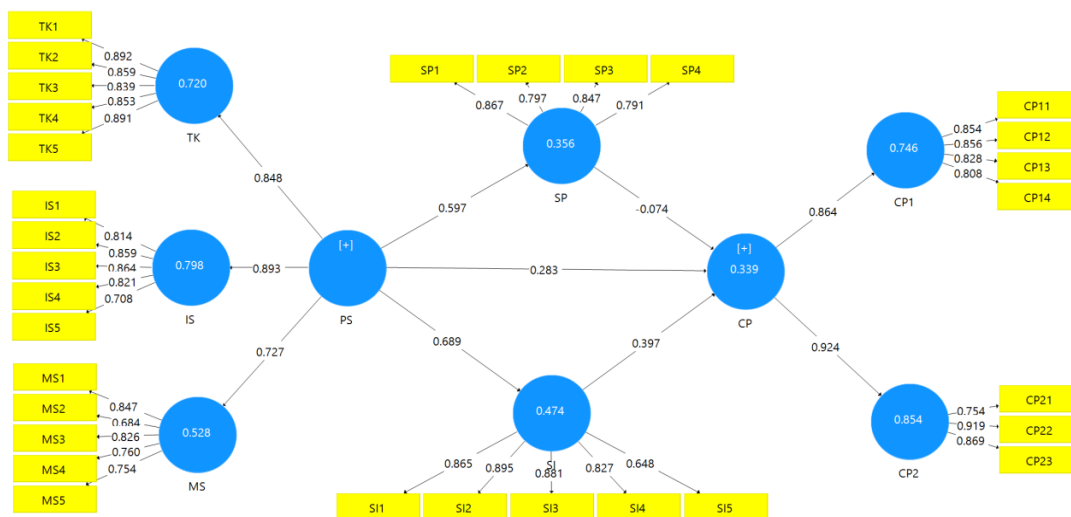 TK1
TK2
TK3
TK4
TK5
0.892
0.859
0.839
0.853
0.891
0.720
TK
0.848
IS1
IS2
IS3
IS4
IS5
0.814
0.859
0.864
0.821
0.708
0.798
IS
0.893
[+]
PS
MS1
MS2
MS3
MS4
MS5
0.847
0.684
0.826
0.760
0.754
0.528
MS
0.727
SP1 SP2 SP3 SP4
0.867 0.797 0.847 0.791
0.356
SP
0.597
-0.074
0.283
0.689
0.397
0.474
SI
0.865 0.895 0.881 0.827 0.648
SI1 SI2 SI3 SI4 SI5
[+]
0.339
CP
0.864
0.924
0.746
CP1
0.854
0.856
0.828
0.808
CP11
CP12
CP13
CP14
0.854
CP2
0.754
0.919
0.869
CP21
CP22
CP23